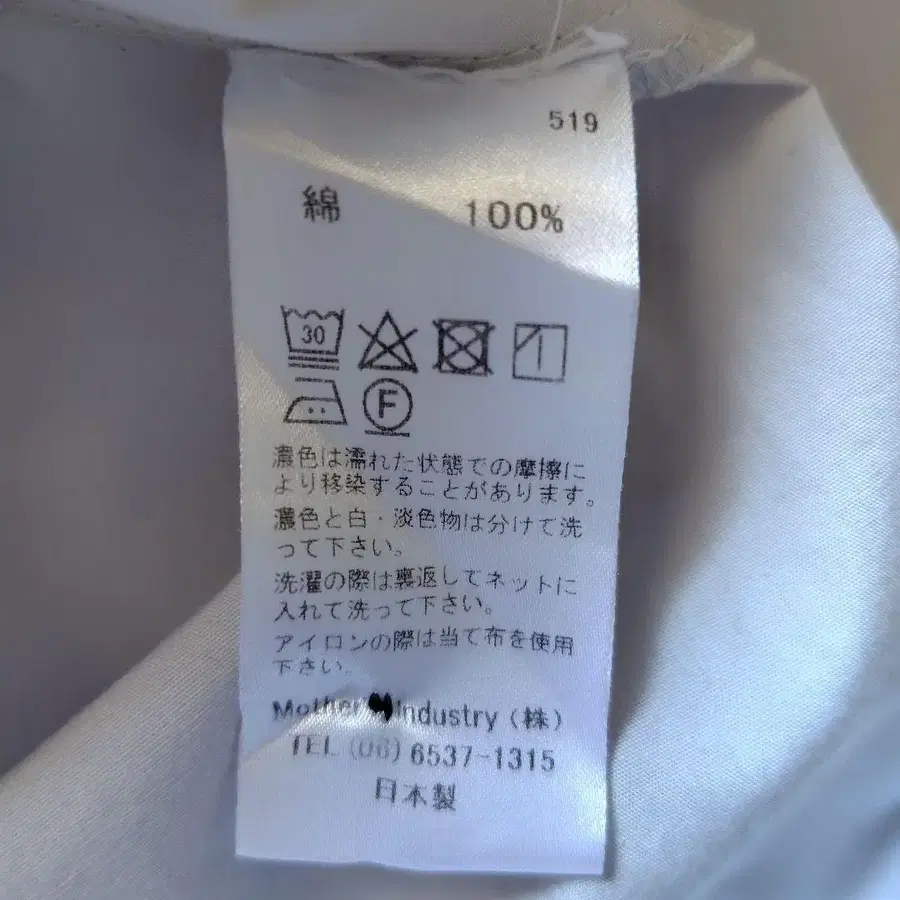 519
綿 100%
30
F
濃色は濡れた状態での摩擦に
より移染することがあります。
濃色と白・淡色物は分けて洗
って下さい。
洗濯の際は裏返してネットに
入れて洗って下さい。
アイロンの際は当て布を使用
下さい。
Mother Industry (株)
TEL (06) 6537-1315
日本製